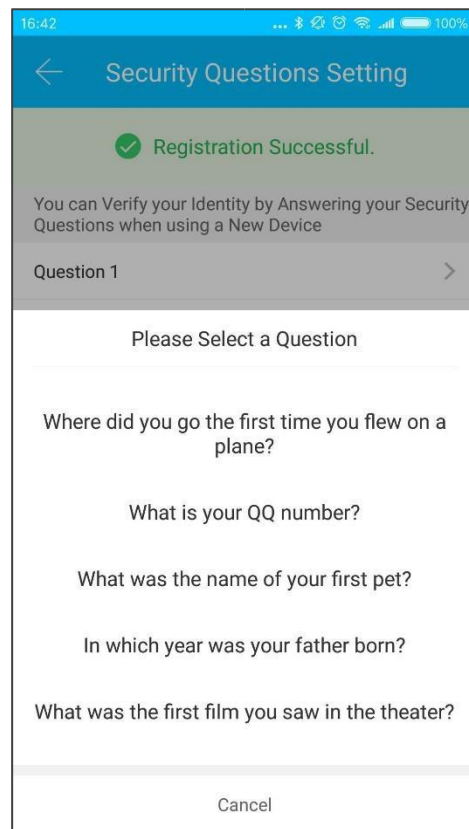 16:42 ... 100%
Security Questions Setting
Registration Successful.
You can Verify your Identity by Answering your Security
Questions when using a New Device
Question 1
Please Select a Question
Where did you go the first time you flew on a
plane?
What is your QQ number?
What was the name of your first pet?
In which year was your father born?
What was the first film you saw in the theater?
Cancel